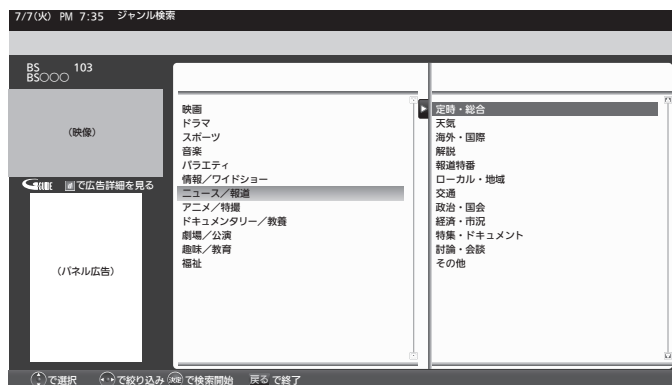 7/7(火) PM 7:35 ジャンル検索
BS 103
BS○○○
(映像)
GUIDE で広告詳細を見る
(パネル広告)
映画
ドラマ
スポーツ
音楽
バラエティ
情報/ワイドショー
ニュース/報道
アニメ/特撮
ドキュメンタリー/教養
劇場/公演
趣味/教育
福祉
定時・総合
天気
海外・国際
解説
報道特番
ローカル・地域
交通
政治・国会
経済・市況
特集・ドキュメント
討論・会談
その他
で選択 で絞り込み 決定 で検索開始 戻る で終了